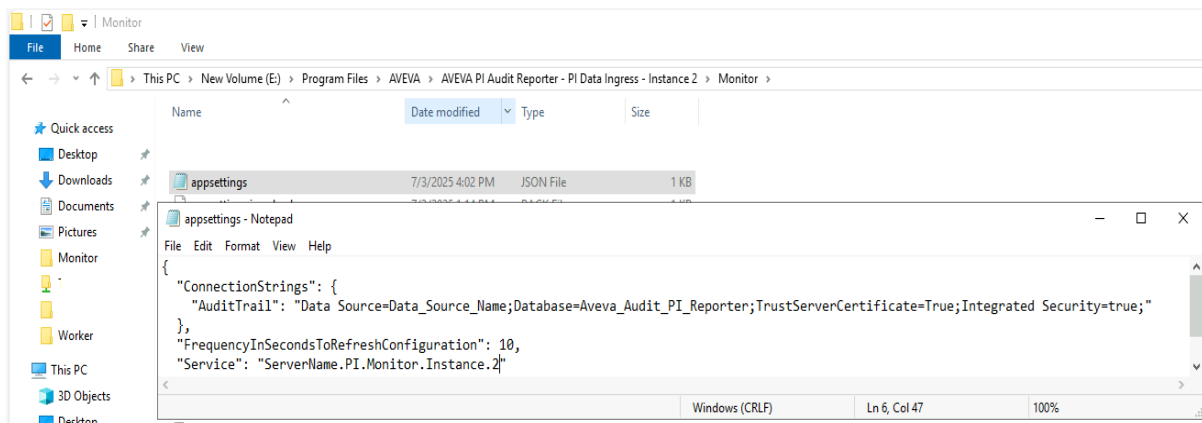 Monitor
File Home Share View
This PC > New Volume (E:) > Program Files > AVEVA > AVEVA PI Audit Reporter - PI Data Ingress - Instance 2 > Monitor >
Name Date modified Type Size
Quick access
Desktop
Downloads
appsettings 7/3/2025 4:02 PM JSON File 1 KB
Documents
Pictures
Monitor
Worker
This PC
3D Objects
Desktop
appsettings - Notepad
File Edit Format View Help
{
"ConnectionStrings": {
"AuditTrail": "Data Source=Data_Source_Name;Database=Aveva_Audit_PI_Reporter;TrustServerCertificate=True;Integrated Security=true;"
},
"FrequencyInSecondsToRefreshConfiguration": 10,
"Service": "ServerName.PI.Monitor.Instance.2"
Windows (CRLF) Ln 6, Col 47 100%